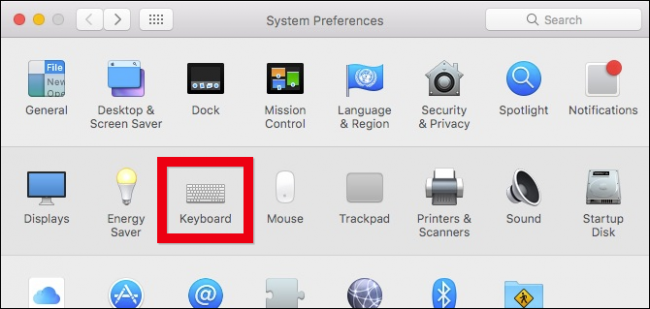 System Preferences
Search
File
New
Ope
General
Desktop &
Screen Saver
Dock
Mission
Control
Language
& Region
Security
& Privacy
Spotlight
Notifications
Displays
Energy
Saver
Keyboard
Mouse
Trackpad
Printers &
Scanners
Sound
Startup
Disk